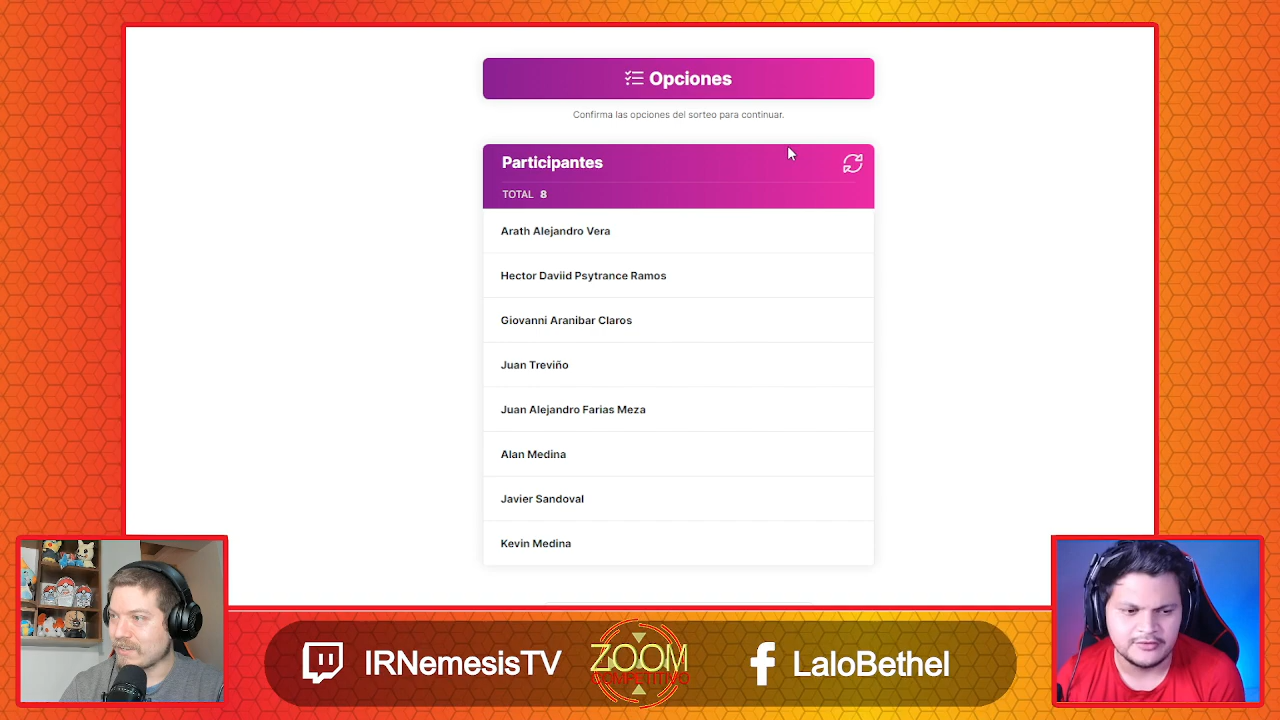 Opciones
Confirma las opciones del sorteo para continuar.
Participantes
TOTAL 8
Arath Alejandro Vera
Hector Daviid Psytrance Ramos
Giovanni Aranibar Claros
Juan Treviño
Juan Alejandro Farias Meza
Alan Medina
Javier Sandoval
Kevin Medina
IRNemesisTV
ZOOM
COMPETITIVO
LaloBethel